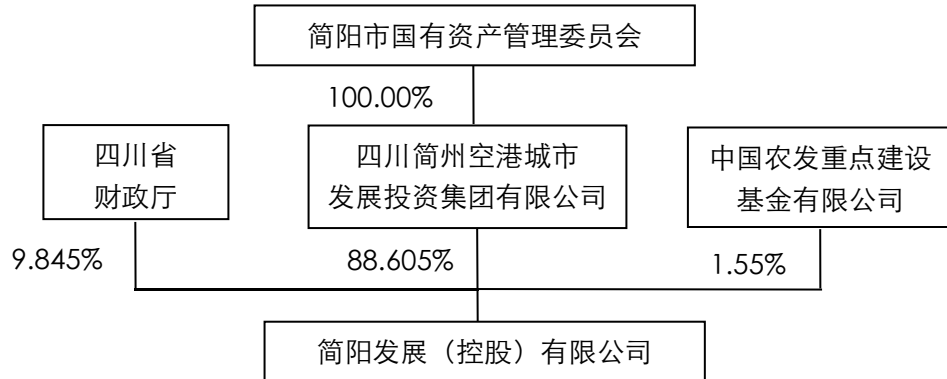 简阳市国有资产管理委员会
100.00%
四川省
财政厅
四川简州空港城市
发展投资集团有限公司
中国农发重点建设
基金有限公司
9.845%
88.605%
1.55%
简阳发展（控股）有限公司